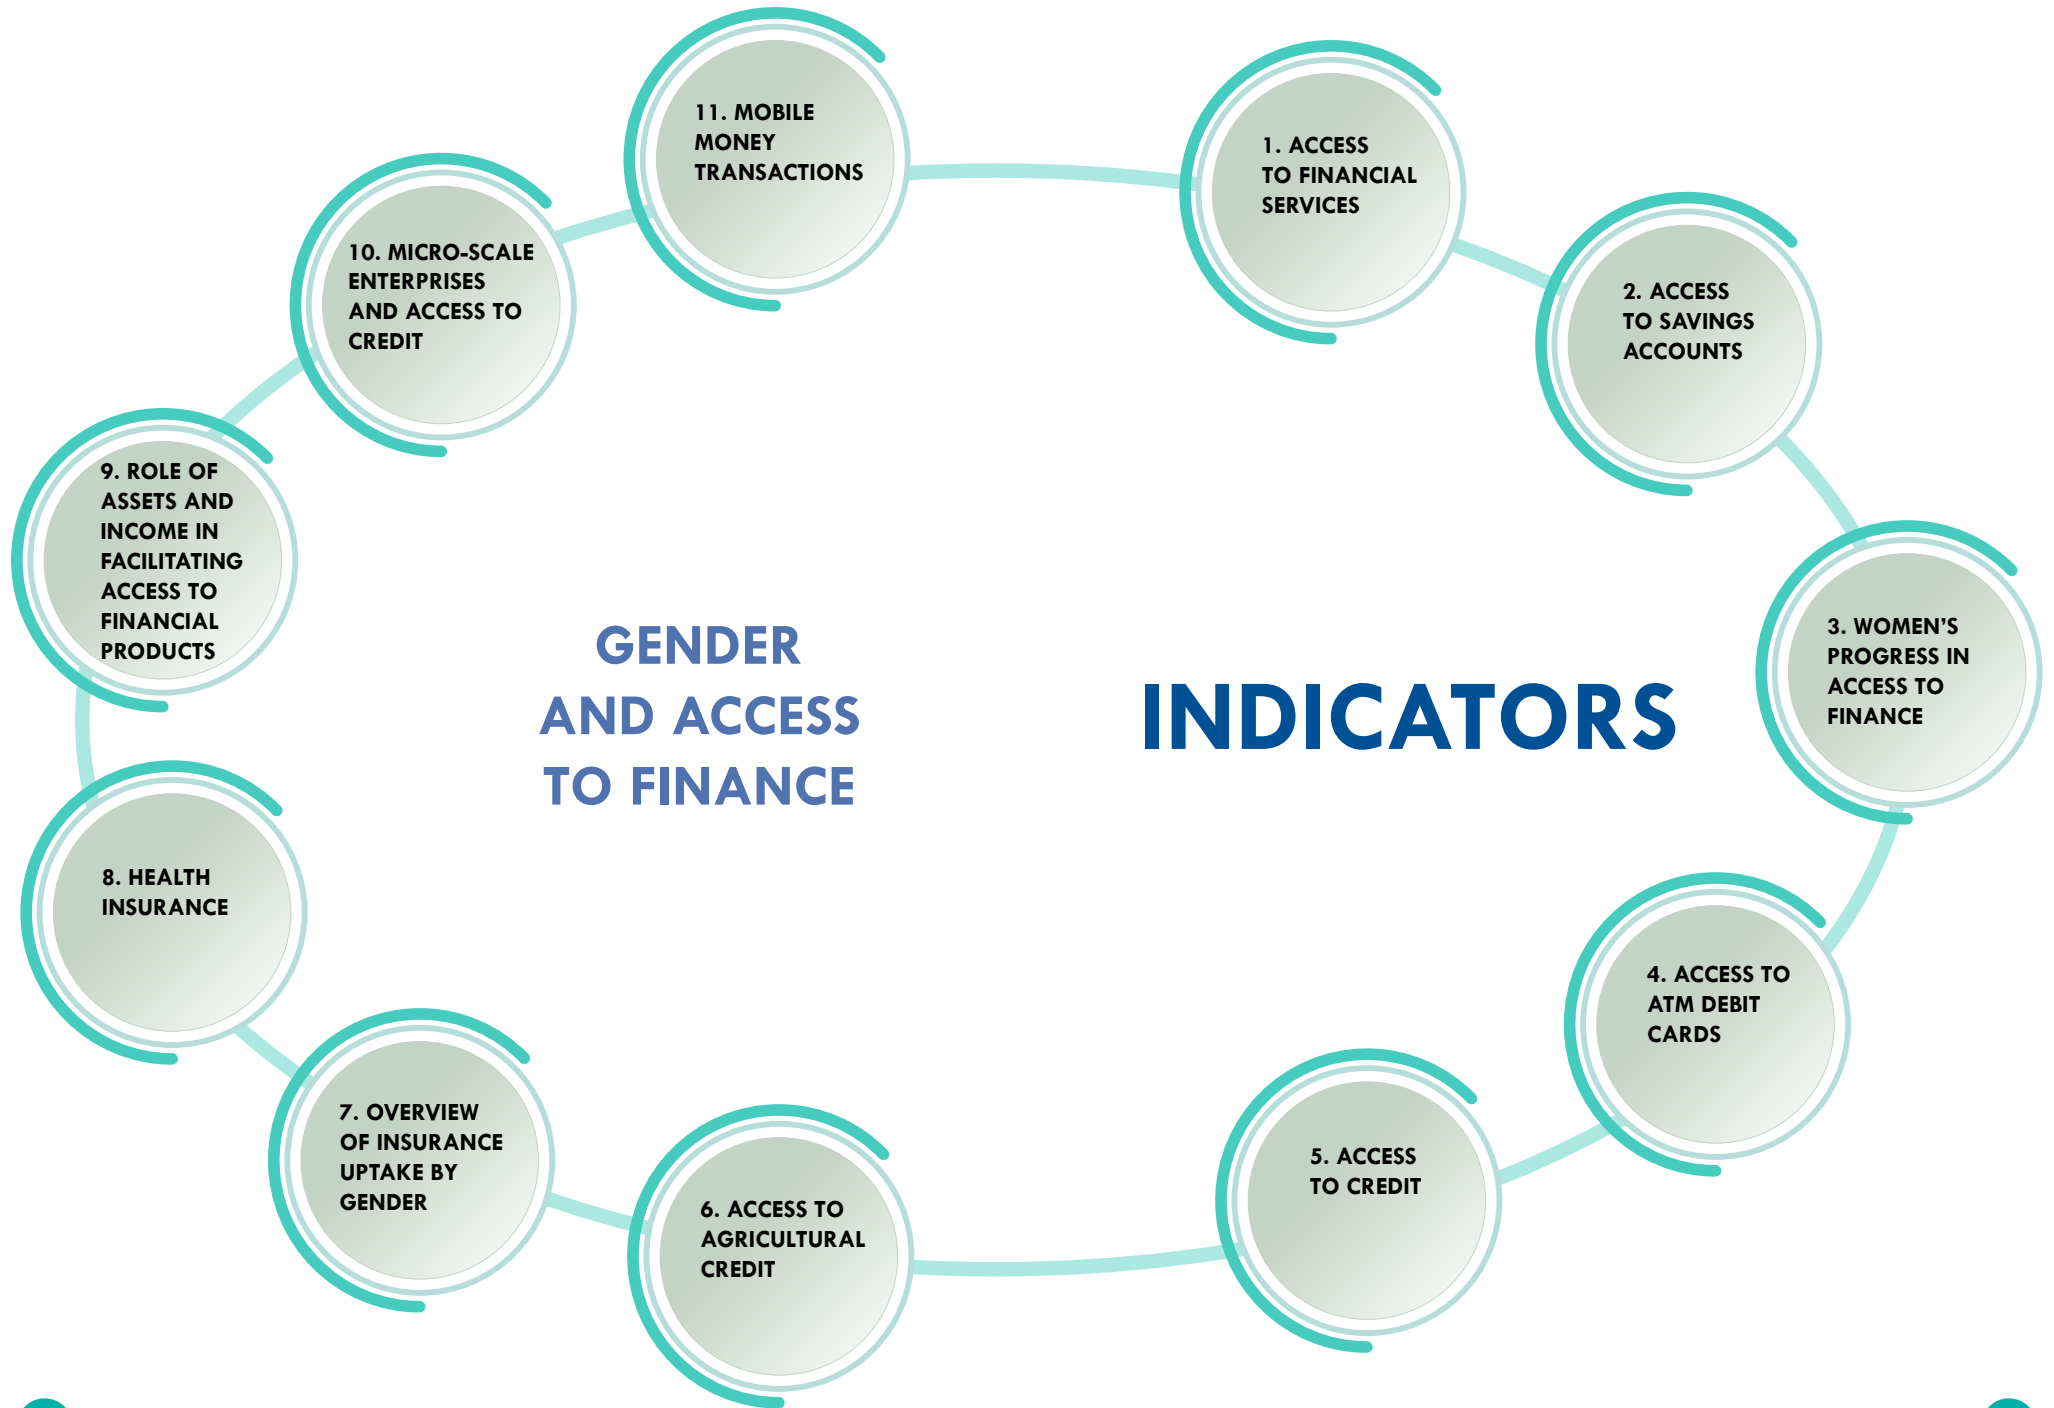 GENDER
AND ACCESS
TO FINANCE
INDICATORS
1. ACCESS
TO FINANCIAL
SERVICES
2. ACCESS
TO SAVINGS
ACCOUNTS
3. WOMEN’S
PROGRESS IN
ACCESS TO
FINANCE
4. ACCESS TO
ATM DEBIT
CARDS
5. ACCESS
TO CREDIT
6. ACCESS TO
AGRICULTURAL
CREDIT
7. OVERVIEW
OF INSURANCE
UPTAKE BY
GENDER
8. HEALTH
INSURANCE
9. ROLE OF
ASSETS AND
INCOME IN
FACILITATING
ACCESS TO
FINANCIAL
PRODUCTS
10. MICRO-SCALE
ENTERPRISES
AND ACCESS TO
CREDIT
11. MOBILE
MONEY
TRANSACTIONS